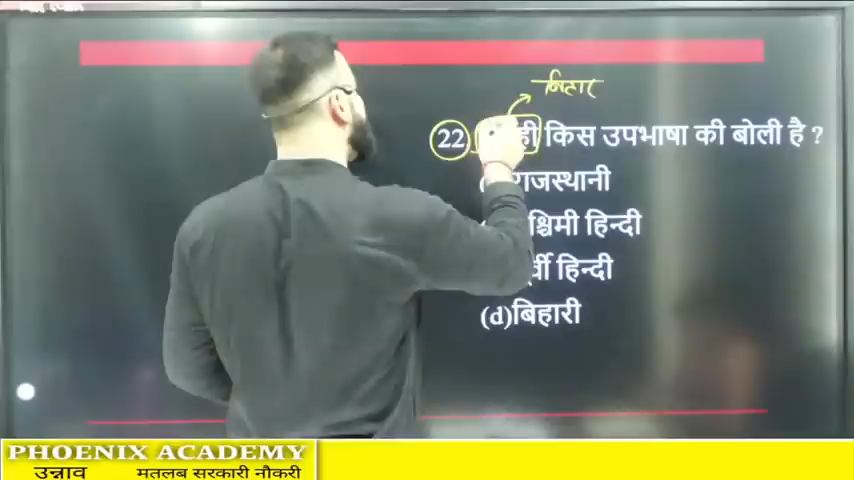 बिहार
22. किस उपभाषा की बोली है ?
राजस्थानी
हिन्दी
हिन्दी
(d)बिहारी
PHOENIX ACADEMY
उन्नाव मतलब सरकारी नौकरी